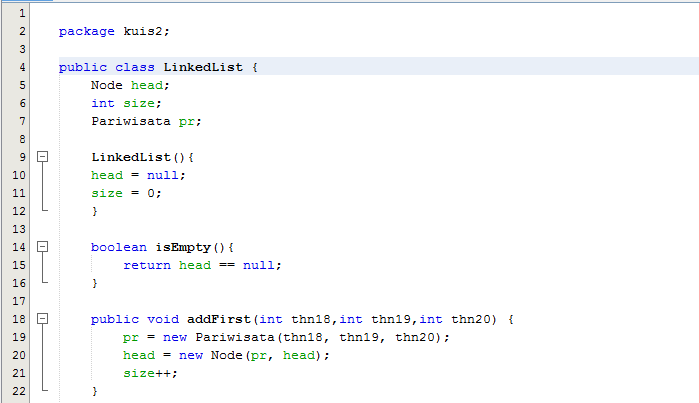 1
2 package kuis2;
3
4 public class LinkedList {
5 Node head;
6 int size;
7 Pariwisata pr;
8
9 LinkedList(){
10 head = null;
11 size = 0;
12 }
13
14 boolean isEmpty(){
15 return head == null;
16 }
17
18 public void addFirst(int thn18,int thn19,int thn20) {
19 pr = new Pariwisata(thn18, thn19, thn20);
20 head = new Node(pr, head);
21 size++;
22 }